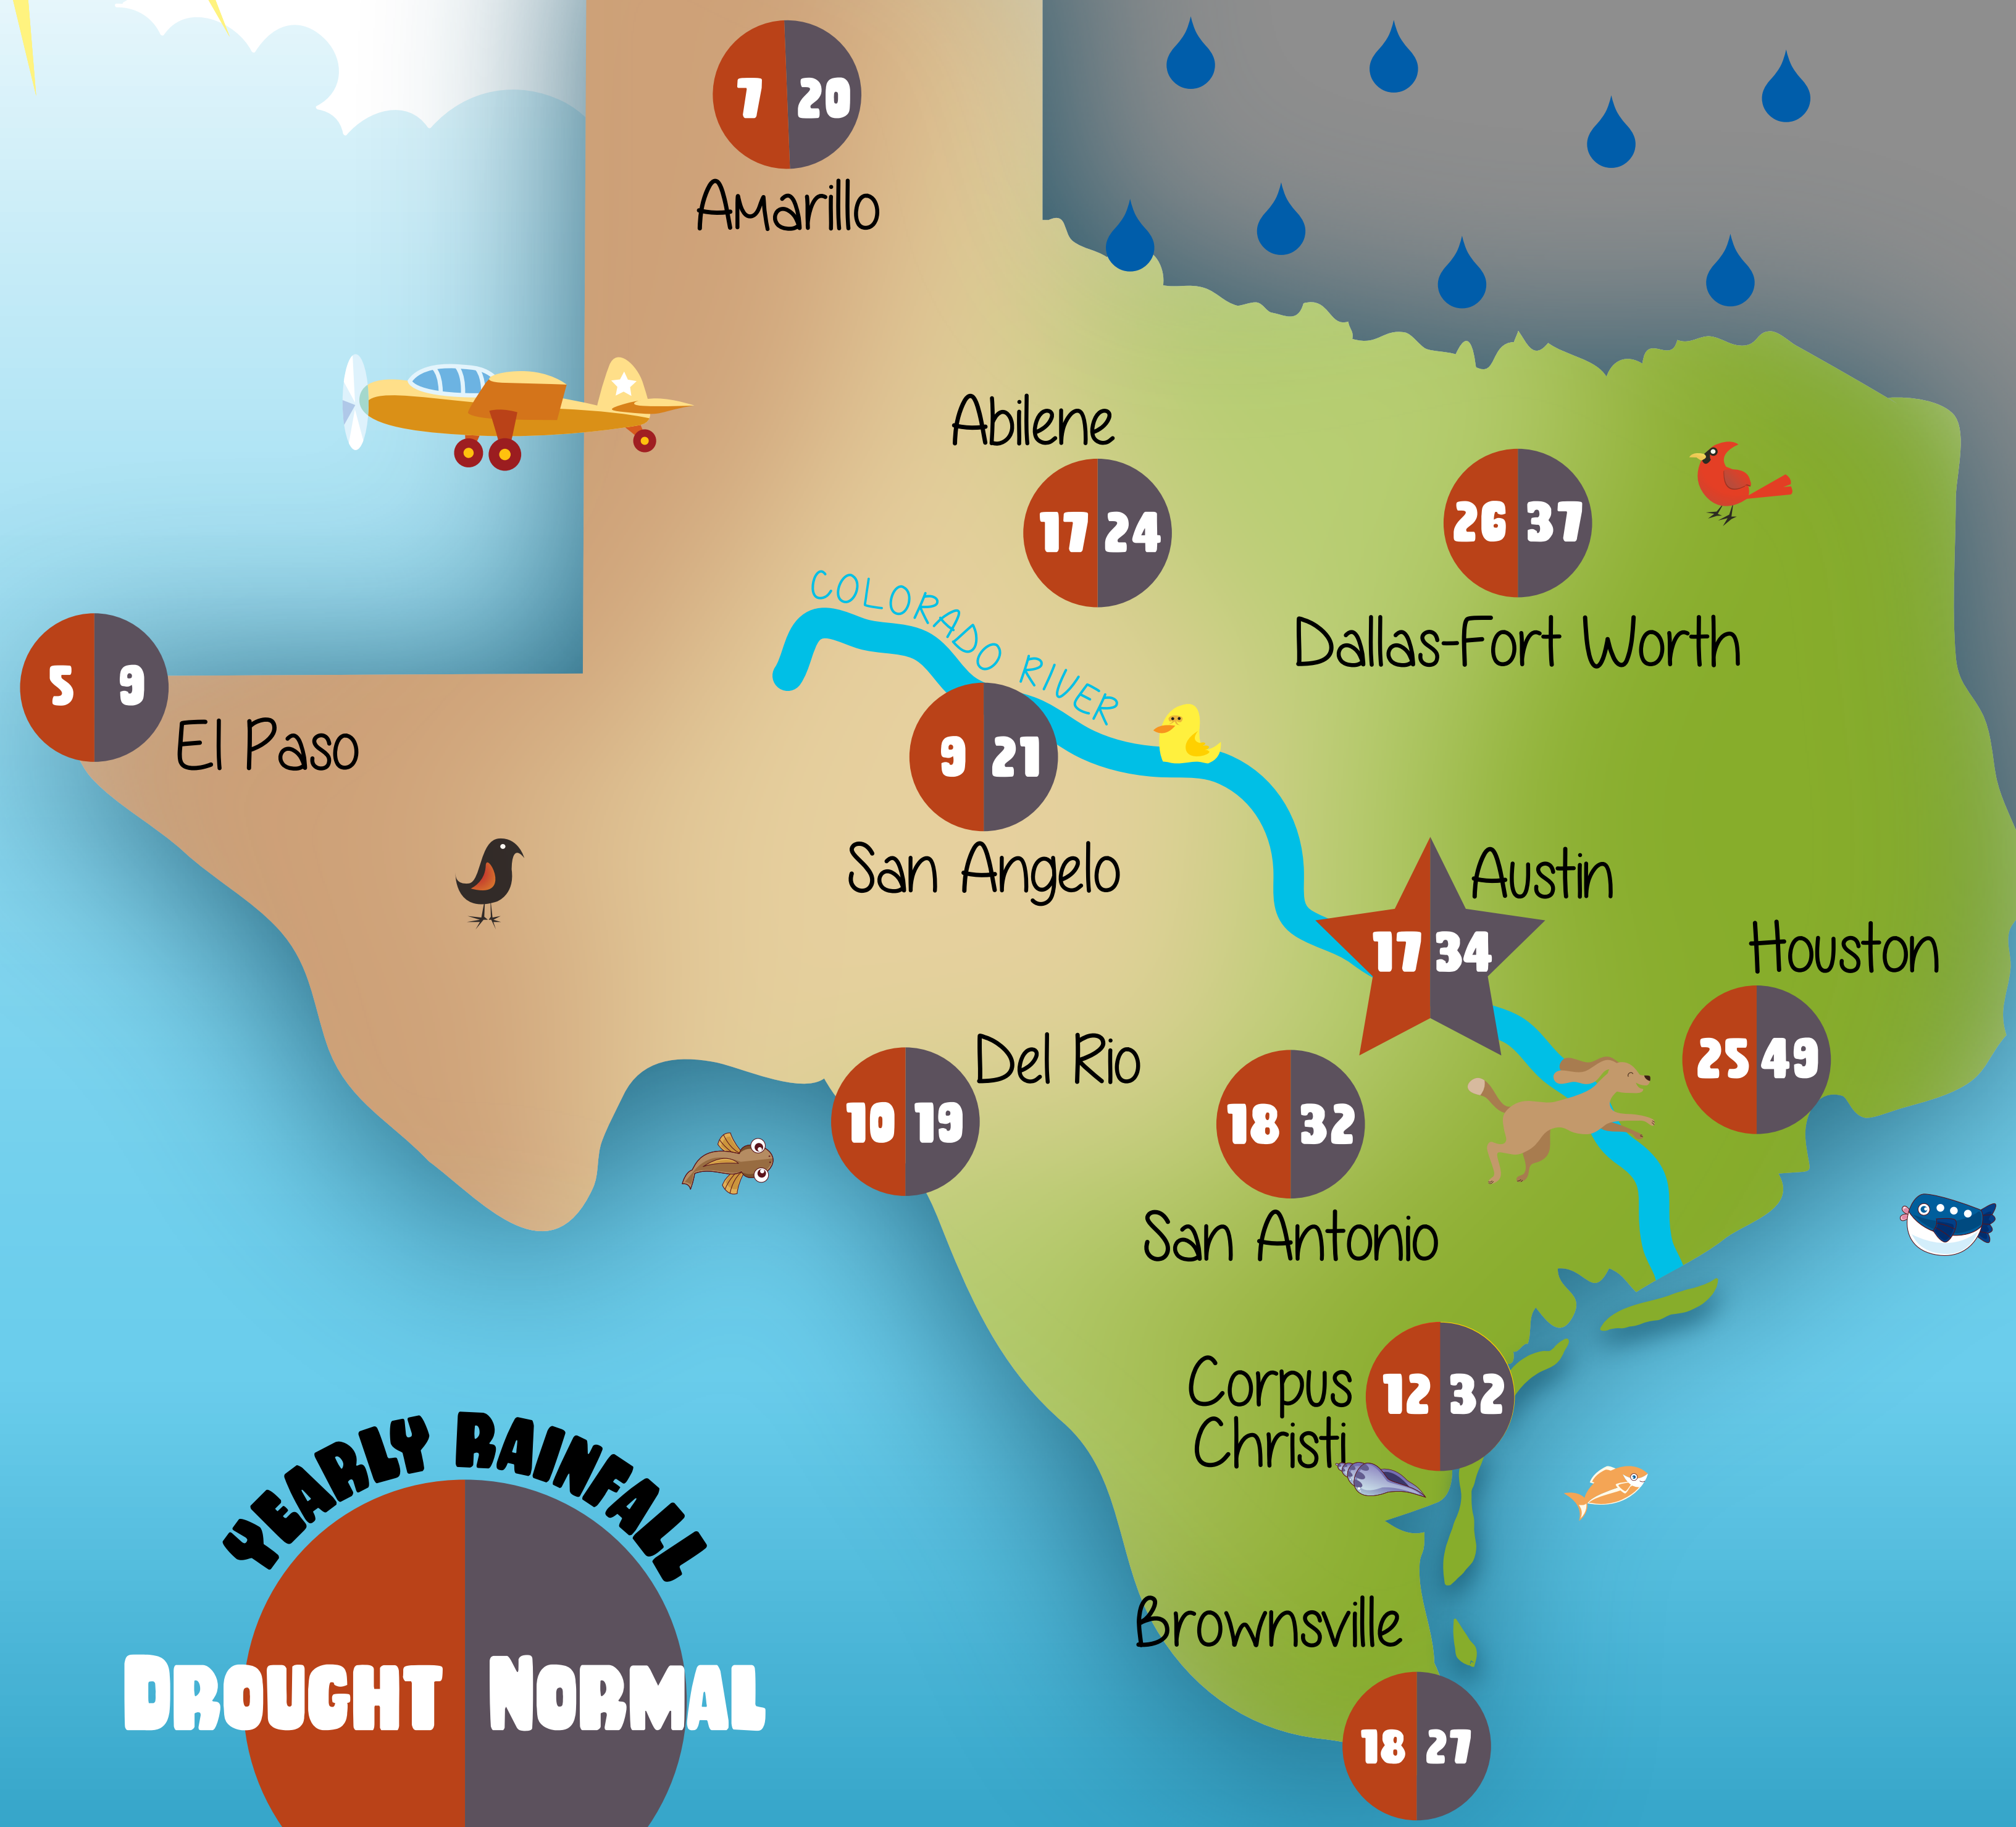 7 20
Amarillo
Abilene
17 24
26 37
Dallas-Fort Worth
COLORADO RIVER
5 9
El Paso
9 21
San Angelo
Austin
17 34
Houston
25 49
Del Rio
10 19
18 32
San Antonio
Corpus
Christi
12 32
Brownsville
18 27
YEARLY RAINFALL
DROUGHT NORMAL